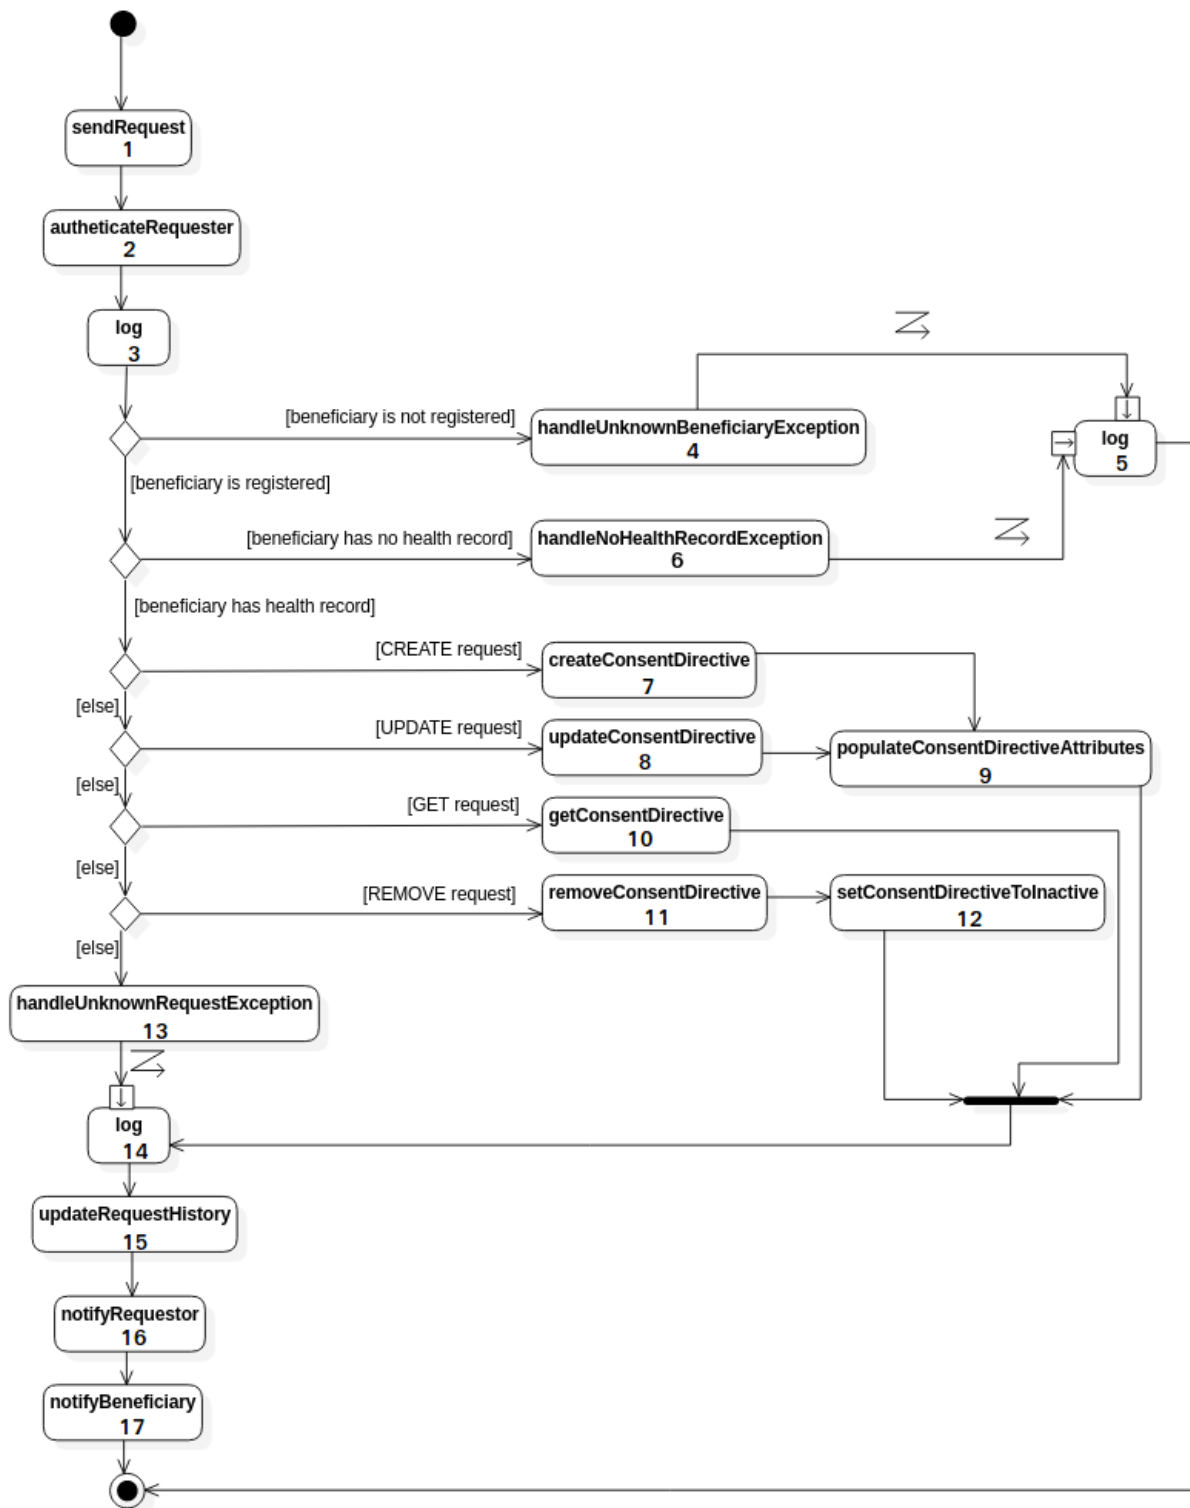 sendRequest
1
autheticateRequester
2
log
3
[beneficiary is not registered]
handleUnknownBeneficiaryException
4
log
5
[beneficiary is registered]
[beneficiary has no health record]
handleNoHealthRecordException
6
[beneficiary has health record]
[CREATE request]
createConsentDirective
7
[else]
[UPDATE request]
updateConsentDirective
8
populateConsentDirectiveAttributes
9
[else]
[GET request]
getConsentDirective
10
[else]
[REMOVE request]
removeConsentDirective
11
setConsentDirectiveToInactive
12
[else]
handleUnknownRequestException
13
log
14
updateRequestHistory
15
notifyRequestor
16
notifyBeneficiary
17